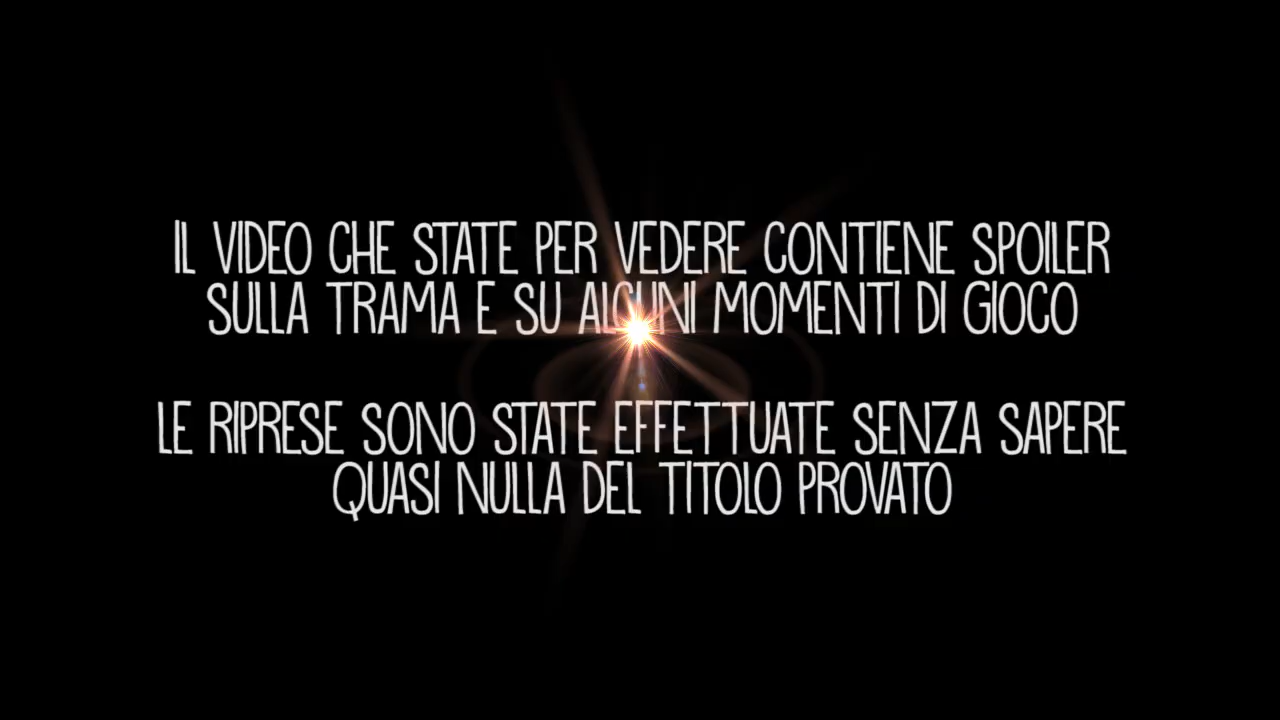 IL VIDEO CHE STATE PER VEDERE CONTIENE SPOILER
SULLA TRAMA E SU ALCUNI MOMENTI DI GIOCO
LE RIPRESE SONO STATE EFFETTUATE SENZA SAPERE
QUASI NULLA DEL TITOLO PROVATO